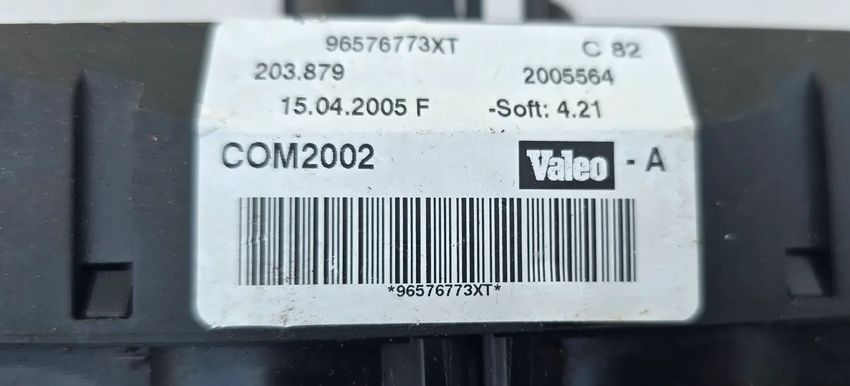 96576773XT C 82
203.879 2005564
15.04.2005 F -Soft: 4.21
COM2002 Valeo - A
*96576773XT*